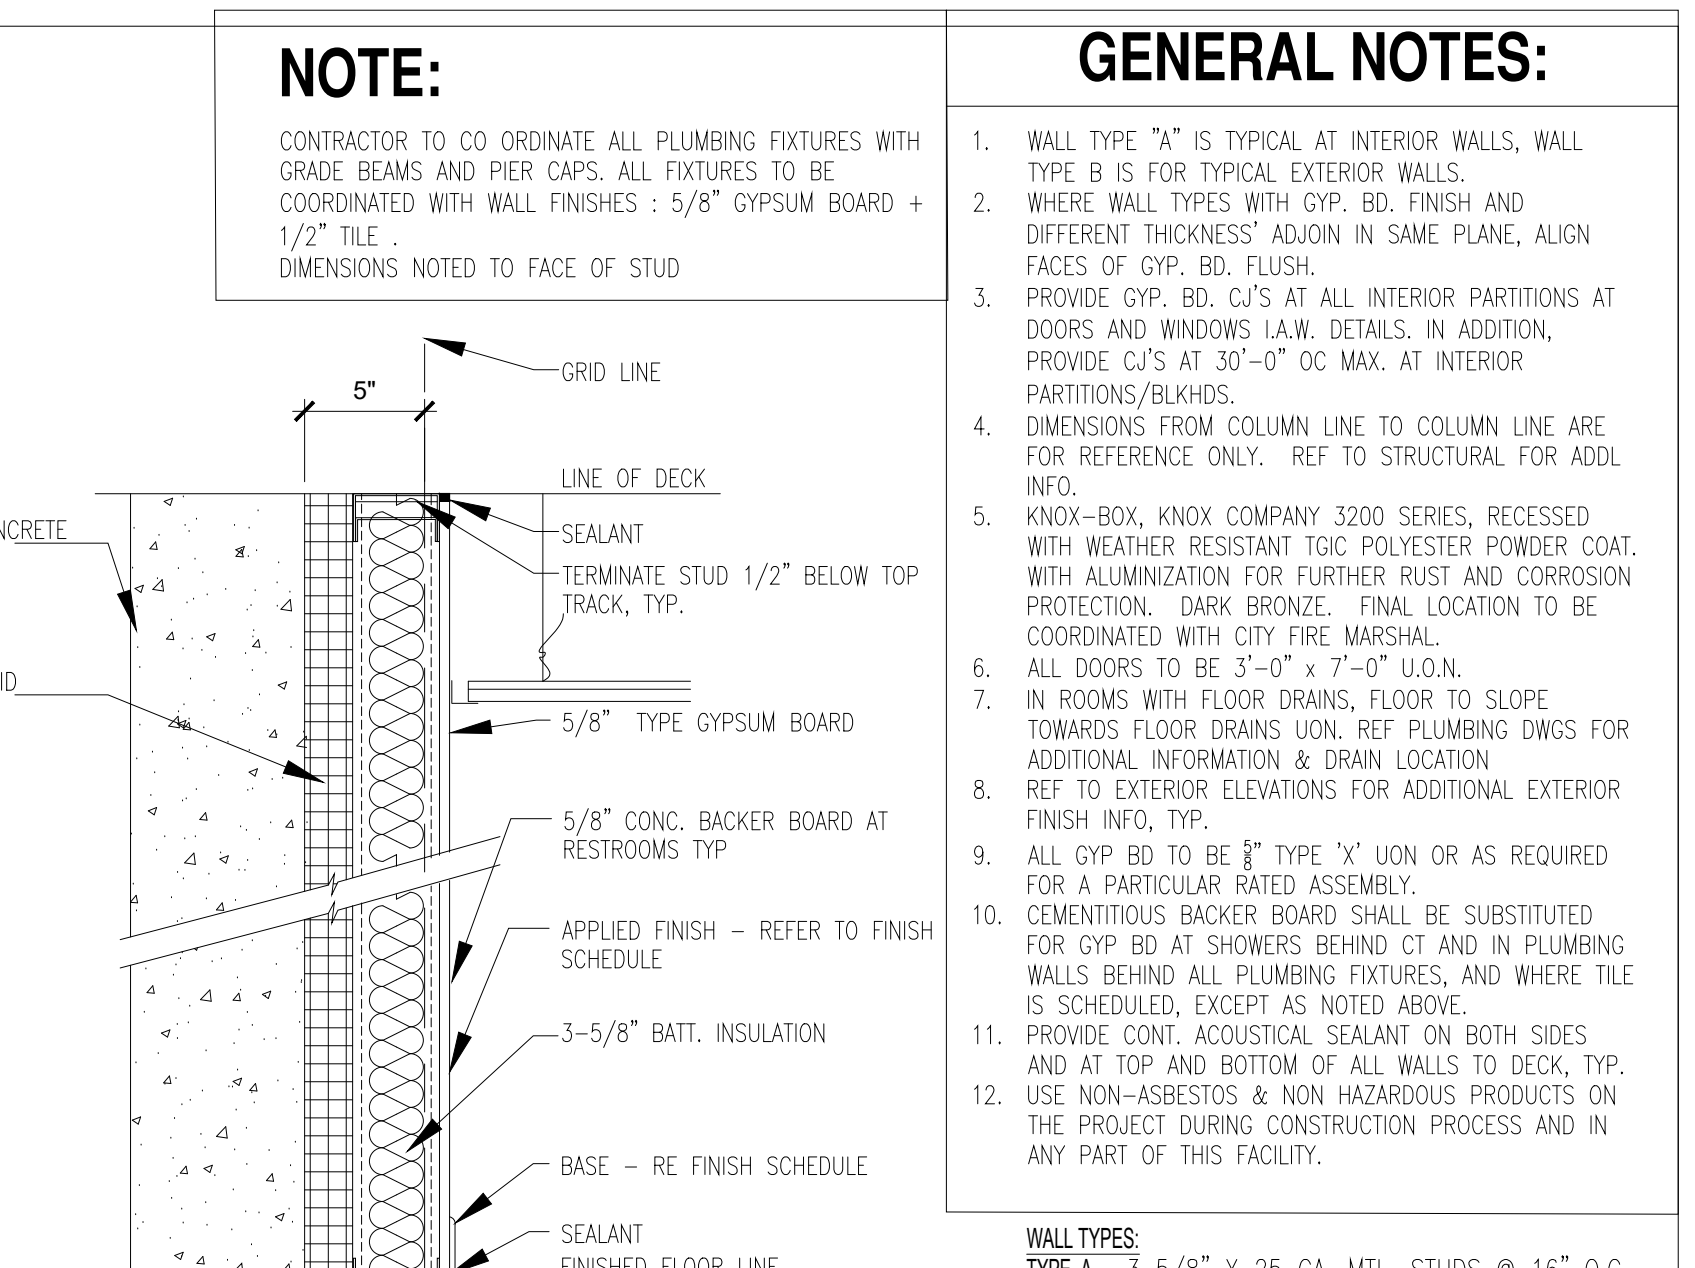 NOTE:
CONTRACTOR TO CO ORDINATE ALL PLUMBING FIXTURES WITH
GRADE BEAMS AND PIER CAPS. ALL FIXTURES TO BE
COORDINATED WITH WALL FINISHES : 5/8" GYPSUM BOARD +
1/2" TILE .
DIMENSIONS NOTED TO FACE OF STUD
GRID LINE
5"
LINE OF DECK
SEALANT
TERMINATE STUD 1/2" BELOW TOP
TRACK, TYP.
5/8" TYPE GYPSUM BOARD
5/8" CONC. BACKER BOARD AT
RESTROOMS TYP
APPLIED FINISH – REFER TO FINISH
SCHEDULE
3–5/8" BATT. INSULATION
BASE – RE FINISH SCHEDULE
SEALANT
FINISHED FLOOR LINE
NCRETE
ID
GENERAL NOTES:
1. WALL TYPE "A" IS TYPICAL AT INTERIOR WALLS, WALL
TYPE B IS FOR TYPICAL EXTERIOR WALLS.
2. WHERE WALL TYPES WITH GYP. BD. FINISH AND
DIFFERENT THICKNESS' ADJOIN IN SAME PLANE, ALIGN
FACES OF GYP. BD. FLUSH.
3. PROVIDE GYP. BD. CJ'S AT ALL INTERIOR PARTITIONS AT
DOORS AND WINDOWS I.A.W. DETAILS. IN ADDITION,
PROVIDE CJ'S AT 30'–0" OC MAX. AT INTERIOR
PARTITIONS/BLKHDS.
4. DIMENSIONS FROM COLUMN LINE TO COLUMN LINE ARE
FOR REFERENCE ONLY. REF TO STRUCTURAL FOR ADDL
INFO.
5. KNOX–BOX, KNOX COMPANY 3200 SERIES, RECESSED
WITH WEATHER RESISTANT TGIC POLYESTER POWDER COAT.
WITH ALUMINIZATION FOR FURTHER RUST AND CORROSION
PROTECTION. DARK BRONZE. FINAL LOCATION TO BE
COORDINATED WITH CITY FIRE MARSHAL.
6. ALL DOORS TO BE 3'–0" x 7'–0" U.O.N.
7. IN ROOMS WITH FLOOR DRAINS, FLOOR TO SLOPE
TOWARDS FLOOR DRAINS UON. REF PLUMBING DWGS FOR
ADDITIONAL INFORMATION & DRAIN LOCATION
8. REF TO EXTERIOR ELEVATIONS FOR ADDITIONAL EXTERIOR
FINISH INFO, TYP.
9. ALL GYP BD TO BE 5/8" TYPE 'X' UON OR AS REQUIRED
FOR A PARTICULAR RATED ASSEMBLY.
10. CEMENTITIOUS BACKER BOARD SHALL BE SUBSTITUTED
FOR GYP BD AT SHOWERS BEHIND CT AND IN PLUMBING
WALLS BEHIND ALL PLUMBING FIXTURES, AND WHERE TILE
IS SCHEDULED, EXCEPT AS NOTED ABOVE.
11. PROVIDE CONT. ACOUSTICAL SEALANT ON BOTH SIDES
AND AT TOP AND BOTTOM OF ALL WALLS TO DECK, TYP.
12. USE NON–ASBESTOS & NON HAZARDOUS PRODUCTS ON
THE PROJECT DURING CONSTRUCTION PROCESS AND IN
ANY PART OF THIS FACILITY.
WALL TYPES:
TYPE A – 3 5/8" X 25 GA. MTL. STUDS @ 16" O.C.